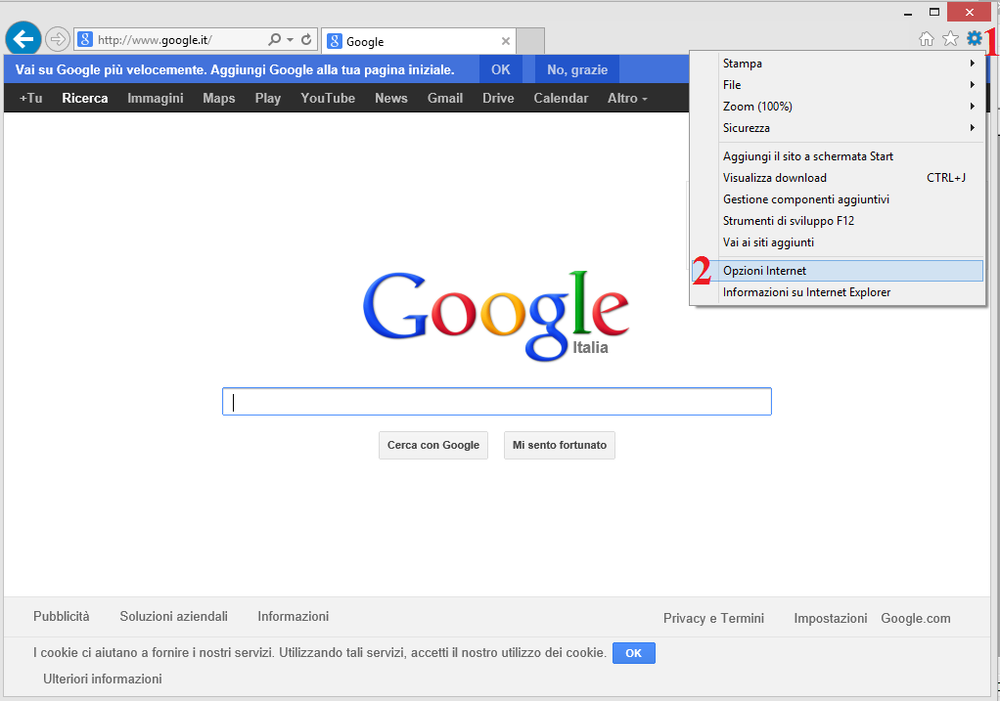 http://www.google.it/
Google
1
Vai su Google più velocemente. Aggiungi Google alla tua pagina iniziale. OK No, grazie
+Tu Ricerca Immagini Maps Play YouTube News Gmail Drive Calendar Altro
Stampa
File
Zoom (100%)
Sicurezza
Aggiungi il sito a schermata Start
Visualizza download CTRL+J
Gestione componenti aggiuntivi
Strumenti di sviluppo F12
Vai ai siti aggiunti
2 Opzioni Internet
Informazioni su Internet Explorer
Google
Italia
Cerca con Google Mi sento fortunato
Pubblicità Soluzioni aziendali Informazioni Privacy e Termini Impostazioni Google.com
I cookie ci aiutano a fornire i nostri servizi. Utilizzando tali servizi, accetti il nostro utilizzo dei cookie. OK
Ulteriori informazioni